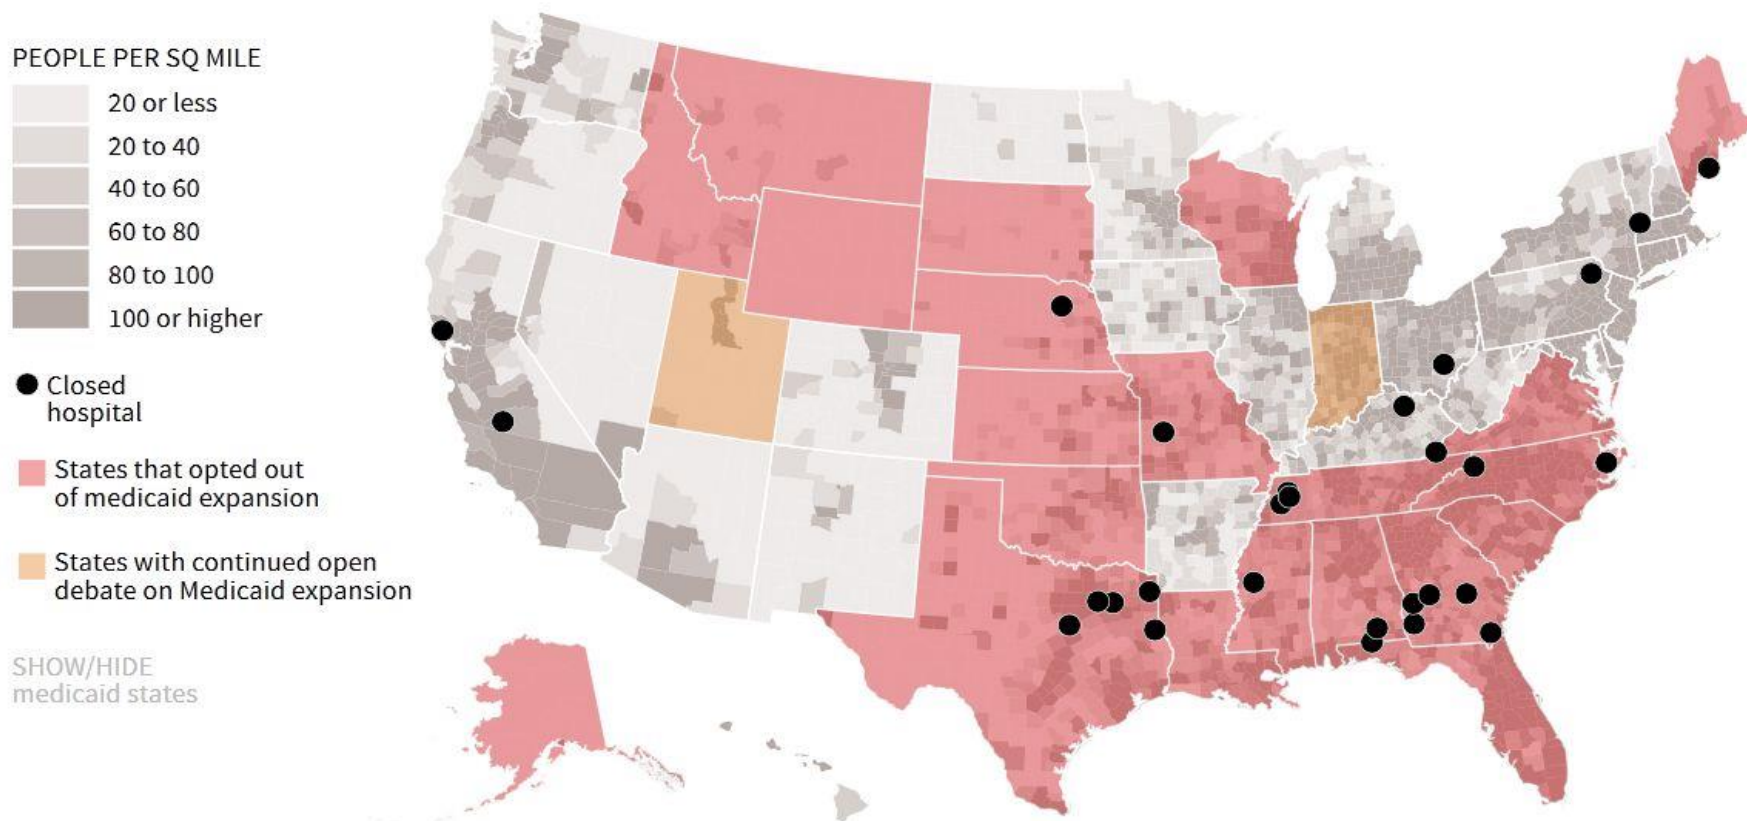 PEOPLE PER SQ MILE
20 or less
20 to 40
40 to 60
60 to 80
80 to 100
100 or higher
Closed
hospital
States that opted out
of medicaid expansion
States with continued open
debate on Medicaid expansion
SHOW/HIDE
medicaid states